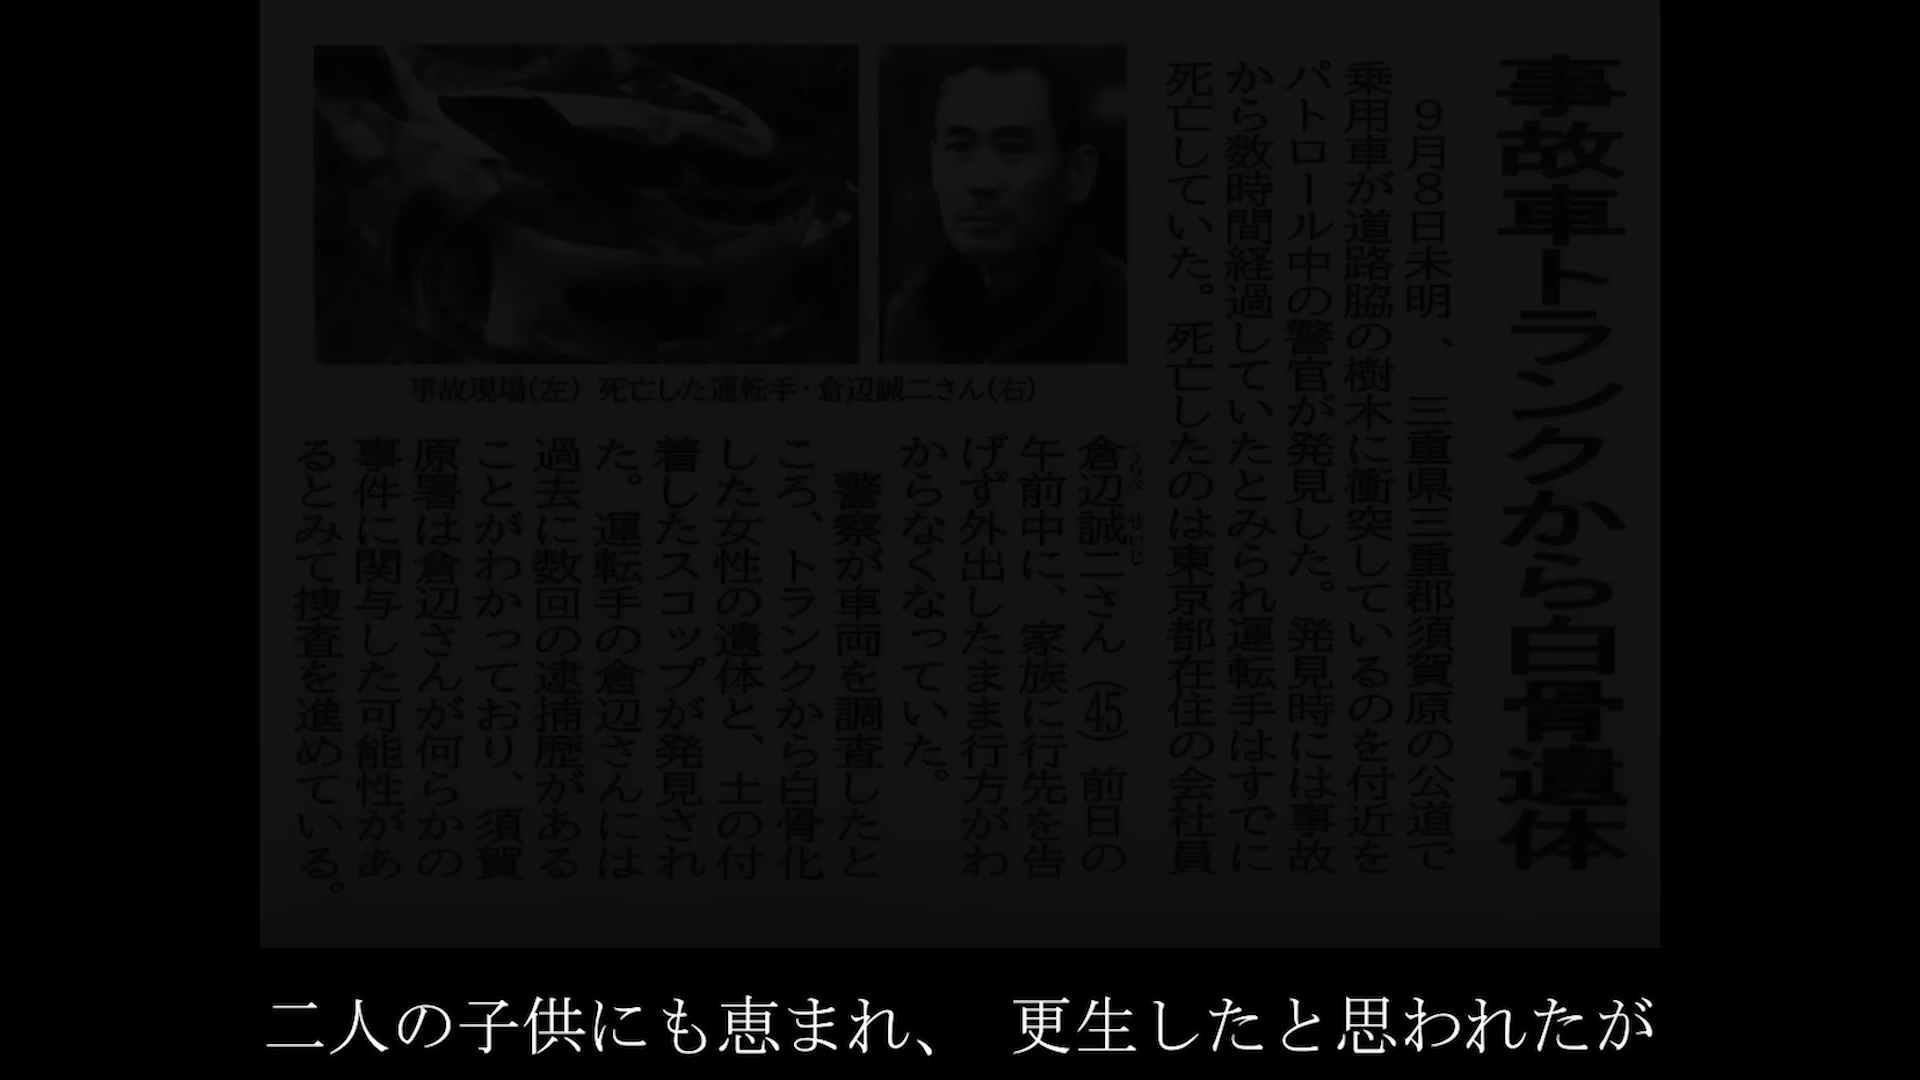 事故車トランクから白骨遺体
９月８日未明、三重県三重郡須賀原の公道で
乗用車が道路脇の樹木に衝突しているのを付近を
パトロール中の警官が発見した。発見時には事故
から数時間経過していたとみられ運転手はすでに
死亡していた。死亡したのは東京都在住の会社員
倉辺誠二さん（45）前日の
くらべ せいじ
午前中に、家族に行先を告
げず外出したまま行方がわ
からなくなっていた。
警察が車両を調査したと
ころ、トランクから白骨化
した女性の遺体と、土の付
着したスコップが発見され
た。運転手の倉辺さんには
過去に数回の逮捕歴がある
ことがわかっており、須賀
原署は倉辺さんが何らかの
事件に関与した可能性があ
るとみて捜査を進めている。
事故現場(左) 死亡した運転手・倉辺誠二さん(右)
二人の子供にも恵まれ、 更生したと思われたが